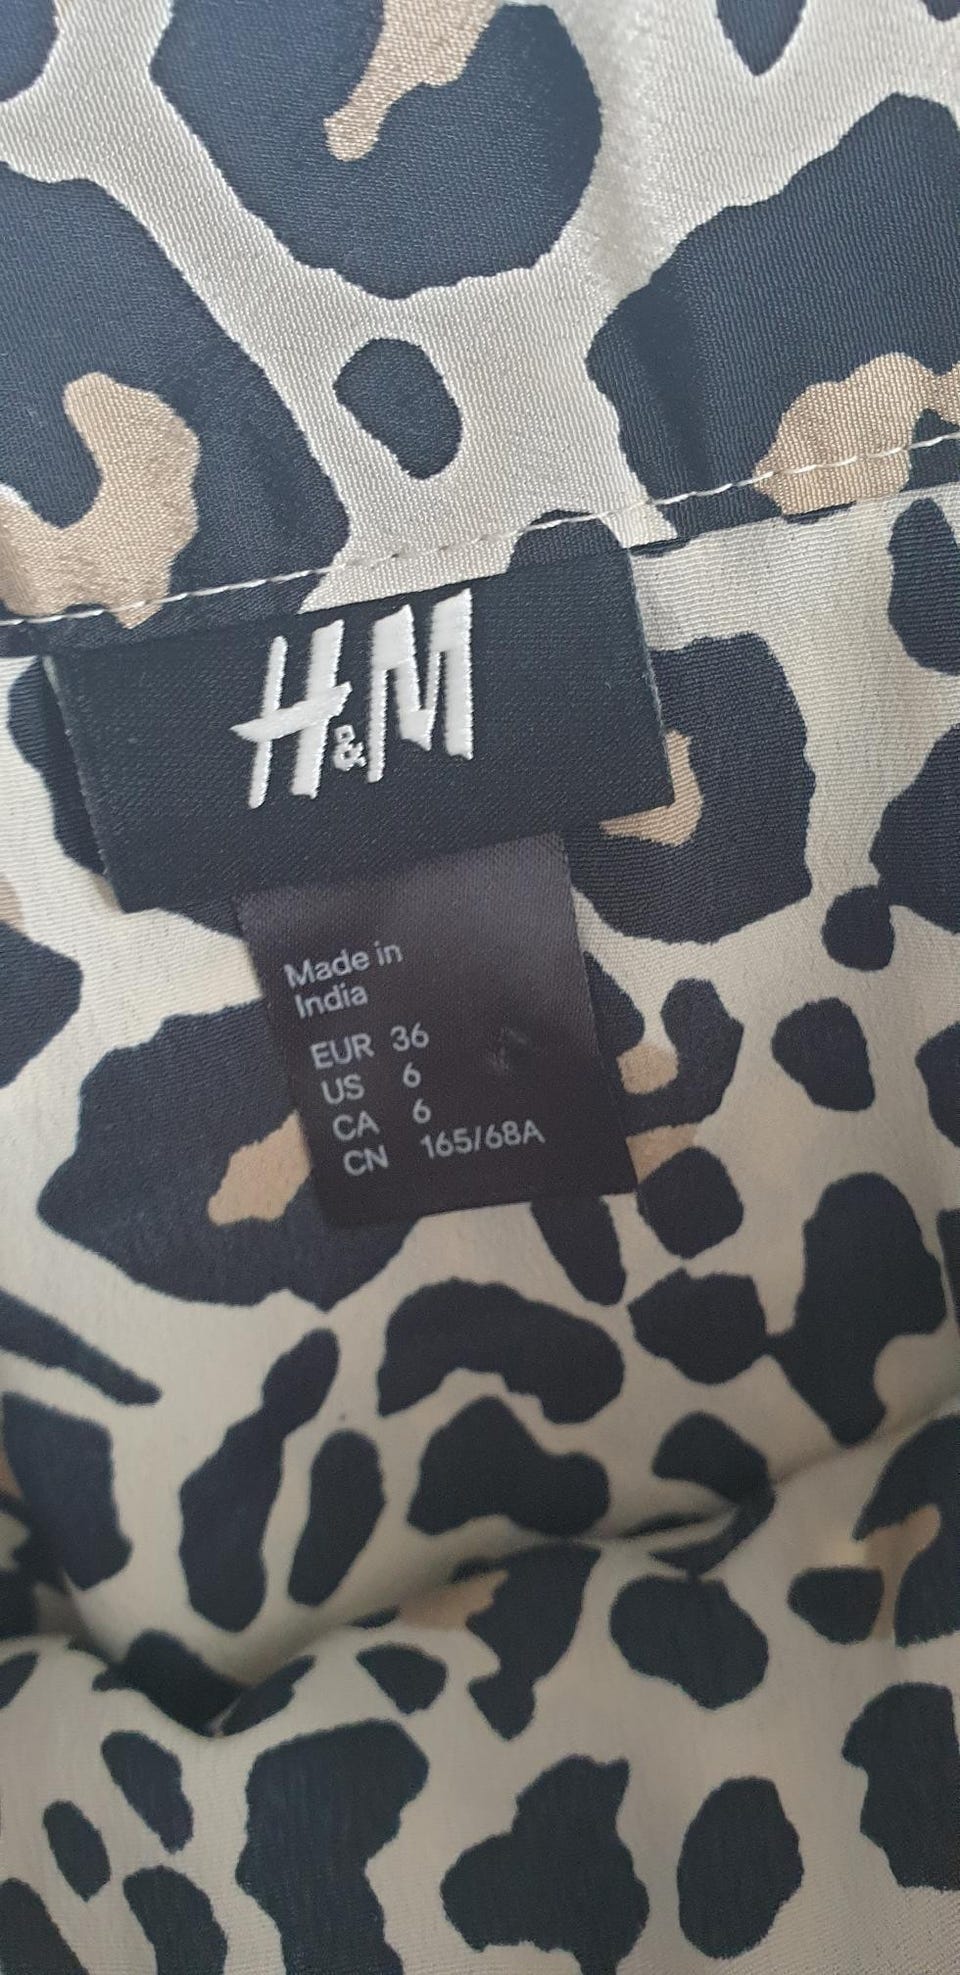 H&M
Made in
India
EUR 36
US 6
CA 6
CN 165/68A